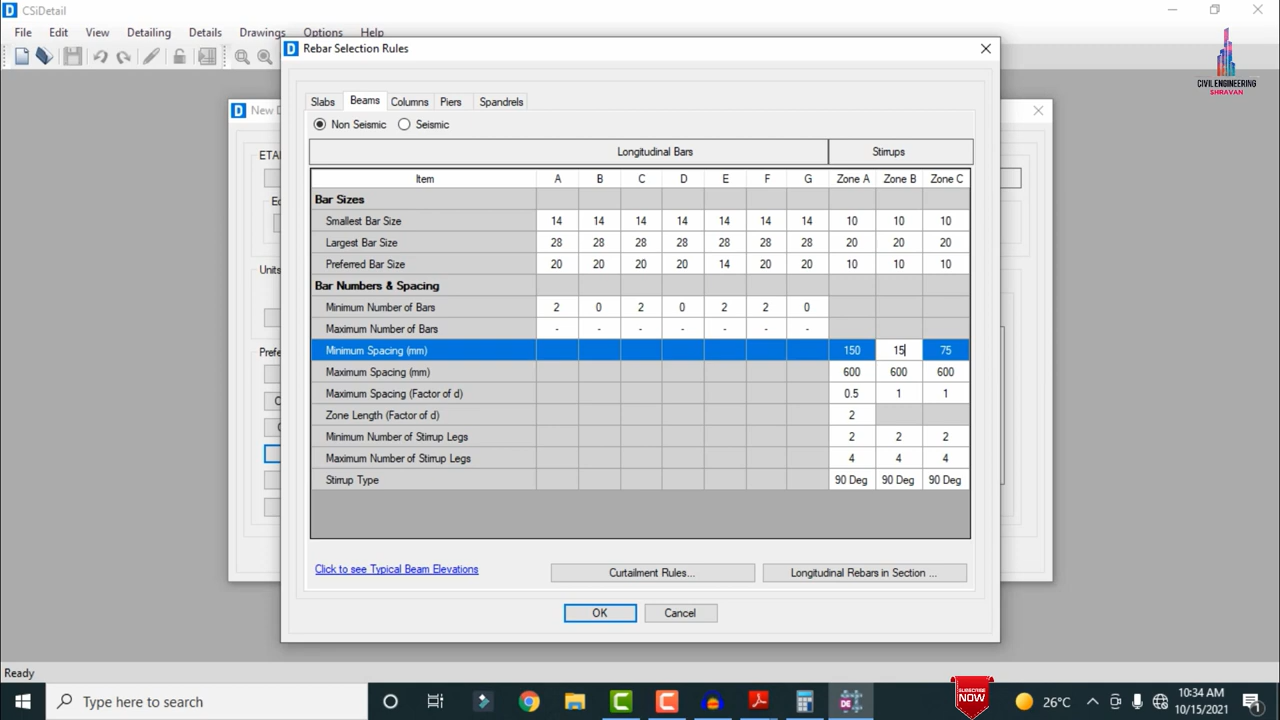 CSiDetail
File Edit View Detailing Details Drawings Options Help
Rebar Selection Rules
New D
Slabs Beams Columns Piers Spandrels
Non Seismic Seismic
Longitudinal Bars Stirrups
Item A B C D E F G Zone A Zone B Zone C
Bar Sizes
Smallest Bar Size 14 14 14 14 14 14 14 10 10 10
Largest Bar Size 28 28 28 28 28 28 28 20 20 20
Preferred Bar Size 20 20 20 20 14 20 20 10 10 10
Bar Numbers & Spacing
Minimum Number of Bars 2 0 2 0 2 2 0
Maximum Number of Bars - - - - - - -
Minimum Spacing (mm) 150 15 75
Maximum Spacing (mm) 600 600 600
Maximum Spacing (Factor of d) 0.5 1 1
Zone Length (Factor of d) 2
Minimum Number of Stirrup Legs 2 2 2
Maximum Number of Stirrup Legs 4 4 4
Stirrup Type 90 Deg 90 Deg 90 Deg
Click to see Typical Beam Elevations Curtailment Rules... Longitudinal Rebars in Section ...
OK Cancel
ETA
Units
Prefe
CIVIL ENGINEERING
SHRAVAN
Ready
Type here to search
SUBSCRIBE
NOW
26°C
10:34 AM
10/15/2021